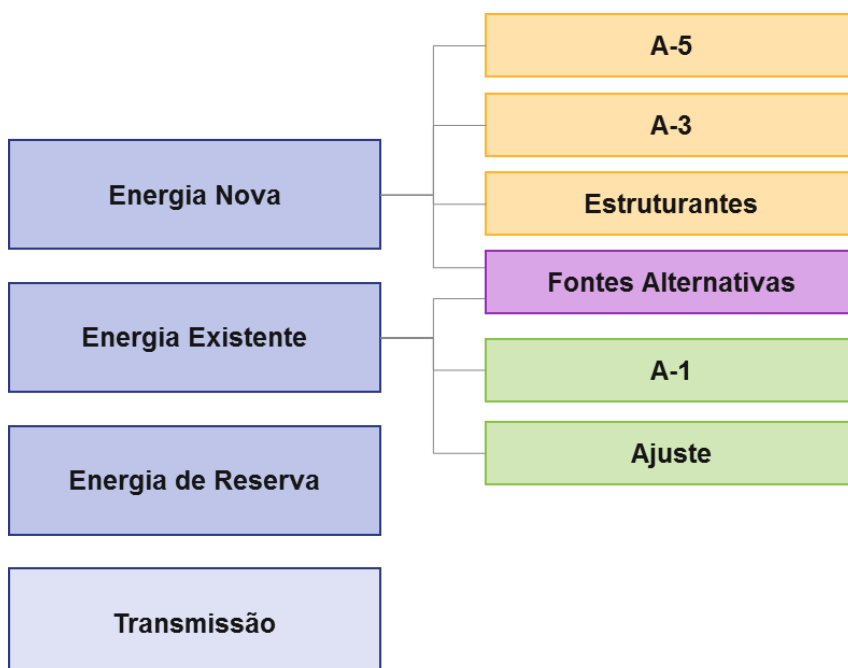 Energia Nova
Energia Existente
Energia de Reserva
Transmissão
A-5
A-3
Estruturantes
Fontes Alternativas
A-1
Ajuste